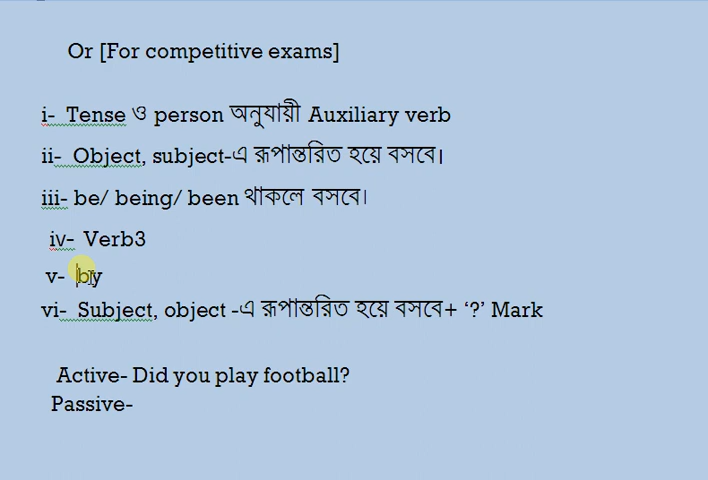 Or [For competitive exams]
i- Tense ও person অনুযায়ী Auxiliary verb
ii- Object, subject-এ রূপান্তরিত হয়ে বসবে।
iii- be/ being/ been থাকলে বসবে।
iv- Verb3
v- by
vi- Subject, object -এ রূপান্তরিত হয়ে বসবে+ ‘?’ Mark
Active- Did you play football?
Passive-